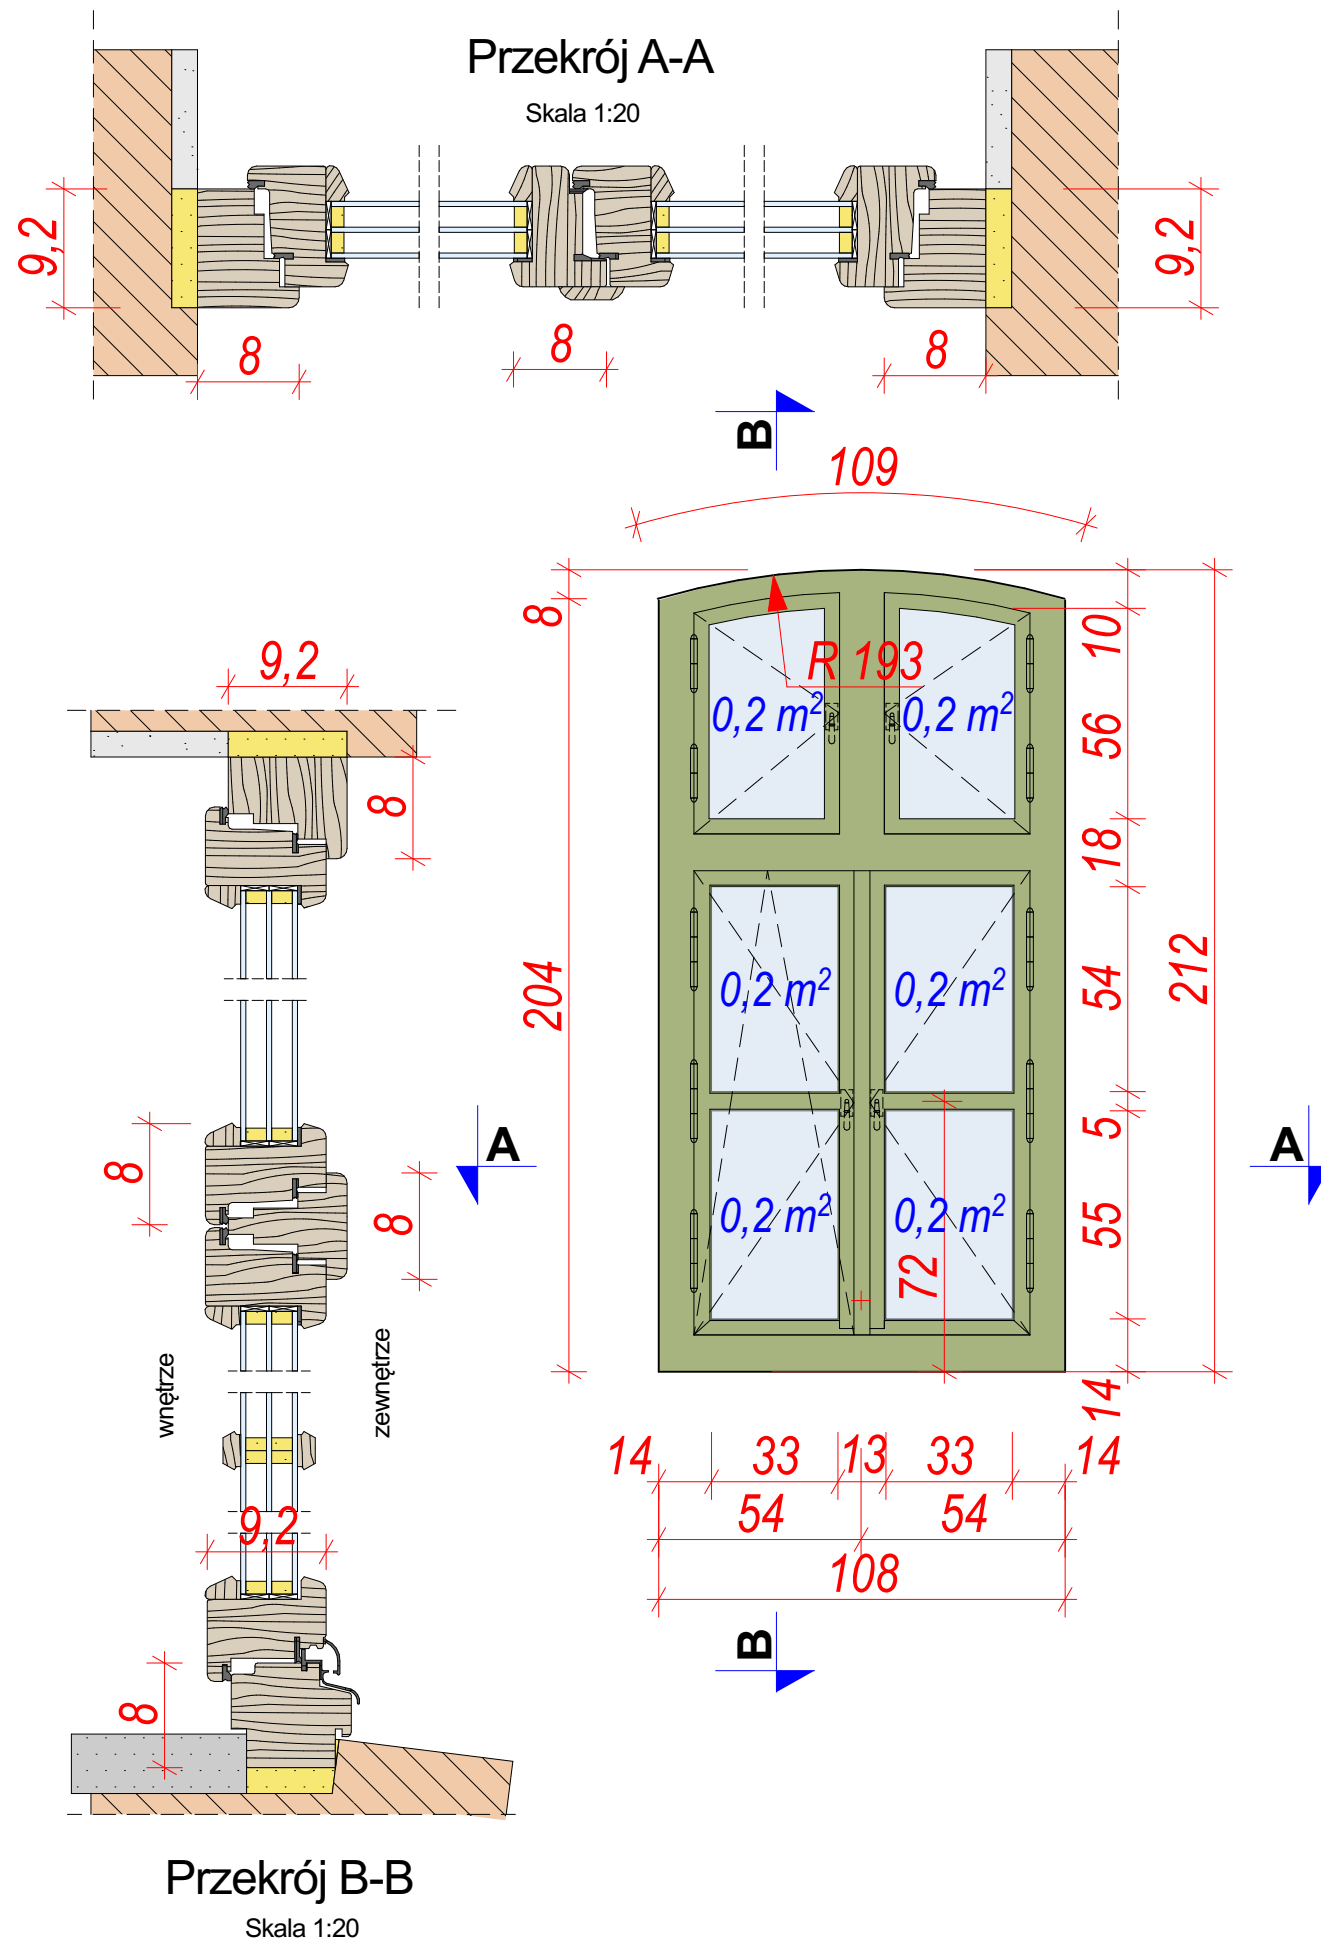 Przekrój A-A
Skala 1:20
9,2
9,2
8
8
8
B
109
8
10
R 193
9,2
0,2 m²
0,2 m²
56
8
18
204
0,2 m²
0,2 m²
54
212
8
A
5
A
8
0,2 m²
0,2 m²
55
72
wnętrze
zewnętrze
14
14
33
13
33
14
9,2
54
54
108
B
8
Przekrój B-B
Skala 1:20